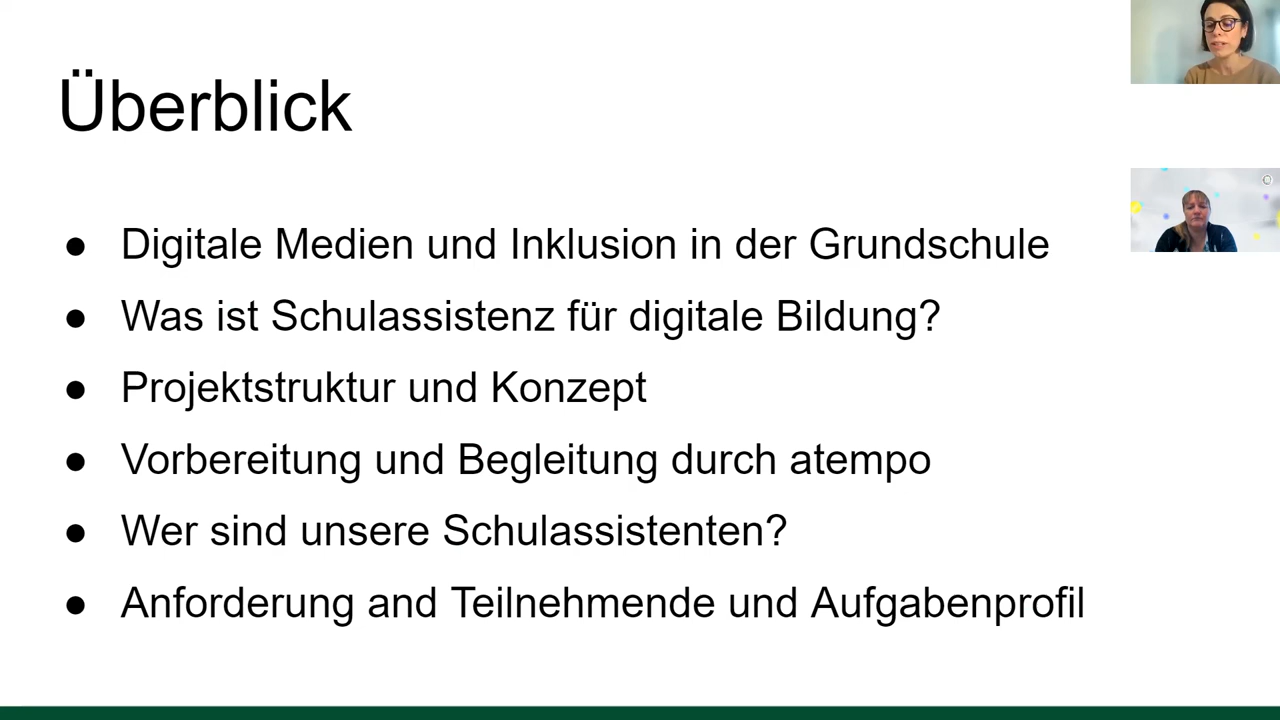 Überblick
● Digitale Medien und Inklusion in der Grundschule
● Was ist Schulassistenz für digitale Bildung?
● Projektstruktur und Konzept
● Vorbereitung und Begleitung durch atempo
● Wer sind unsere Schulassistenten?
● Anforderung and Teilnehmende und Aufgabenprofil